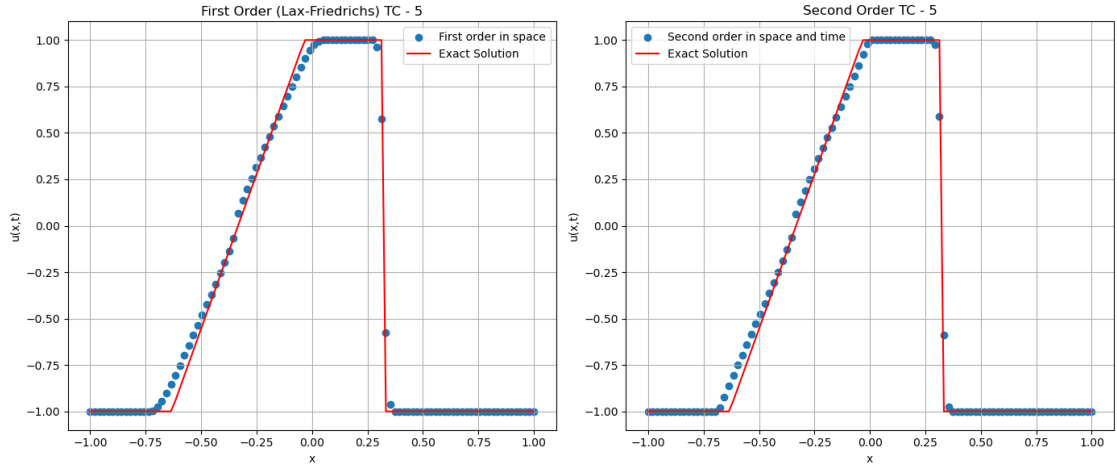 First Order (Lax-Friedrichs) TC - 5
1.00
0.75
0.50
0.25
0.00
−0.25
−0.50
−0.75
−1.00
u(x,t)
First order in space
Exact Solution
−1.00 −0.75 −0.50 −0.25 0.00 0.25 0.50 0.75 1.00
x
Second Order TC - 5
1.00
0.75
0.50
0.25
0.00
−0.25
−0.50
−0.75
−1.00
u(x,t)
Second order in space and time
Exact Solution
−1.00 −0.75 −0.50 −0.25 0.00 0.25 0.50 0.75 1.00
x